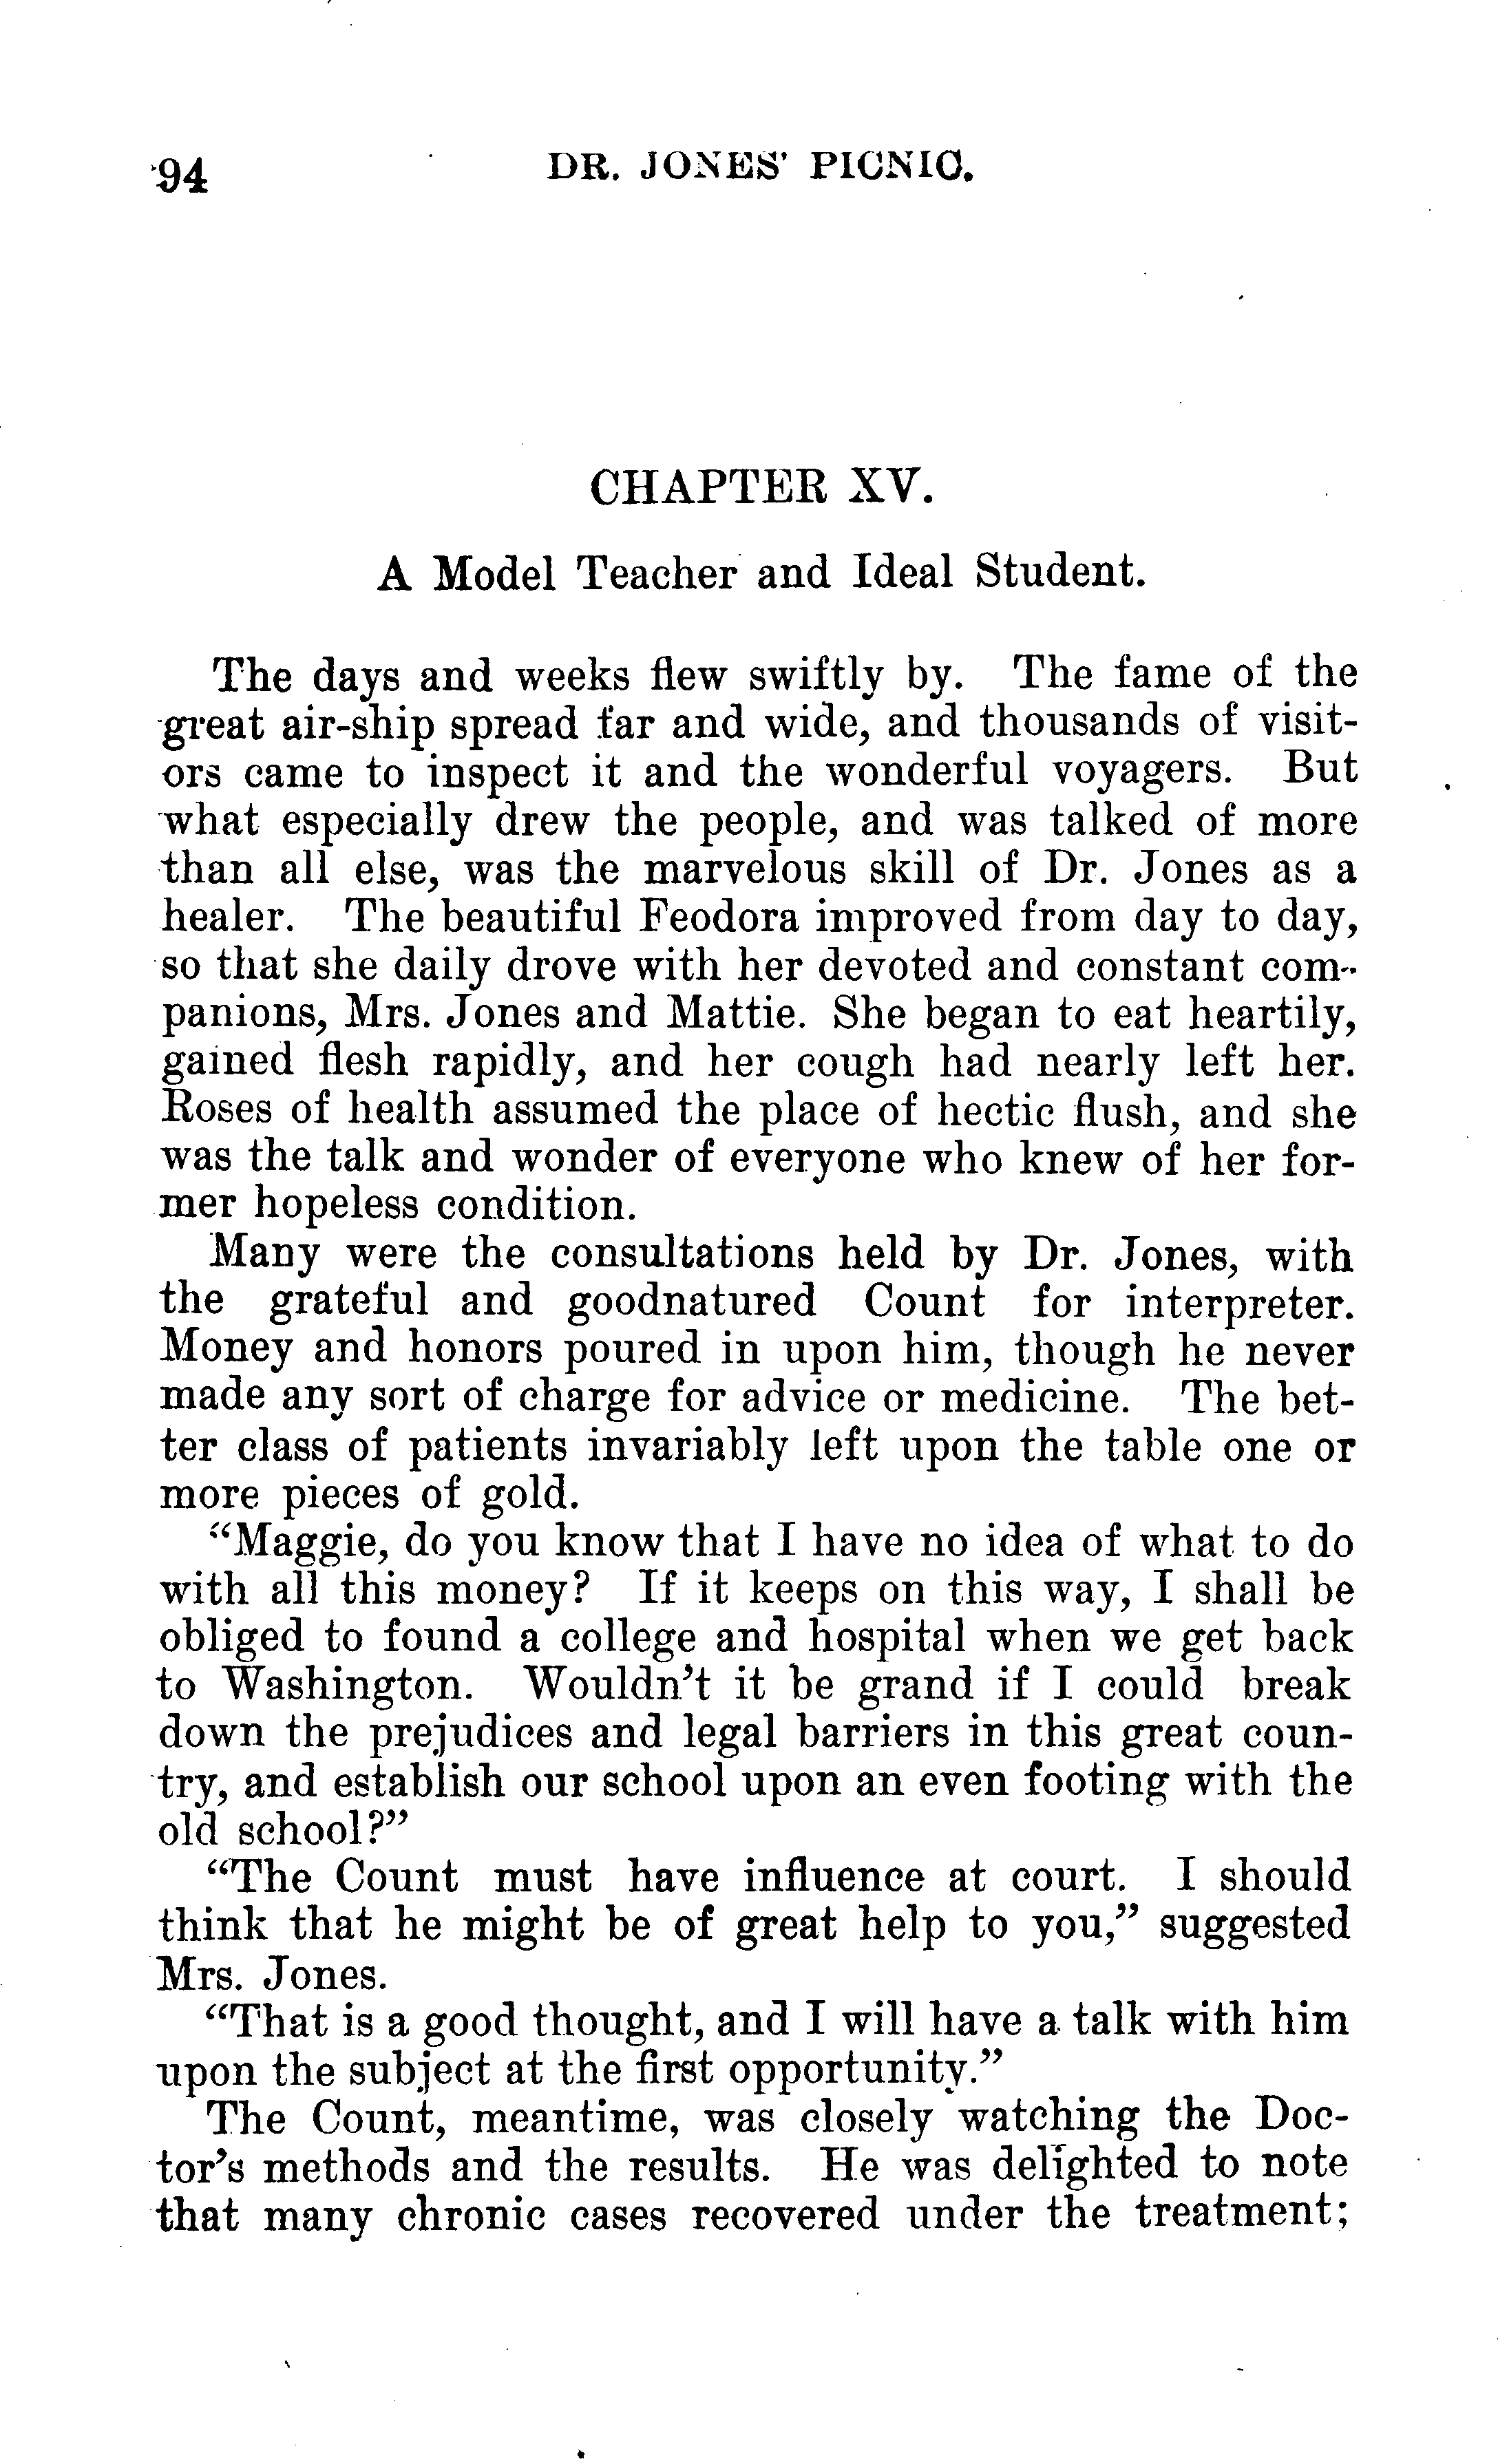 94 DR. JONES' PICNIC.
CHAPTER XV.
A Model Teacher and Ideal Student.
The days and weeks flew swiftly by. The fame of the
great air-ship spread far and wide, and thousands of visit-
ors came to inspect it and the wonderful voyagers. But
what especially drew the people, and was talked of more
than all else, was the marvelous skill of Dr. Jones as a
healer. The beautiful Feodora improved from day to day,
so that she daily drove with her devoted and constant com-
panions, Mrs. Jones and Mattie. She began to eat heartily,
gained flesh rapidly, and her cough had nearly left her.
Roses of health assumed the place of hectic flush, and she
was the talk and wonder of everyone who knew of her for-
mer hopeless condition.
Many were the consultations held by Dr. Jones, with
the grateful and goodnatured Count for interpreter.
Money and honors poured in upon him, though he never
made any sort of charge for advice or medicine. The bet-
ter class of patients invariably left upon the table one or
more pieces of gold.
"Maggie, do you know that I have no idea of what to do
with all this money? If it keeps on this way, I shall be
obliged to found a college and hospital when we get back
to Washington. Wouldn't it be grand if I could break
down the prejudices and legal barriers in this great coun-
try, and establish our school upon an even footing with the
old school?"
"The Count must have influence at court. I should
think that he might be of great help to you," suggested
Mrs. Jones.
"That is a good thought, and I will have a talk with him
upon the subject at the first opportunity."
The Count, meantime, was closely watching the Doc-
tor's methods and the results. He was delighted to note
that many chronic cases recovered under the treatment;